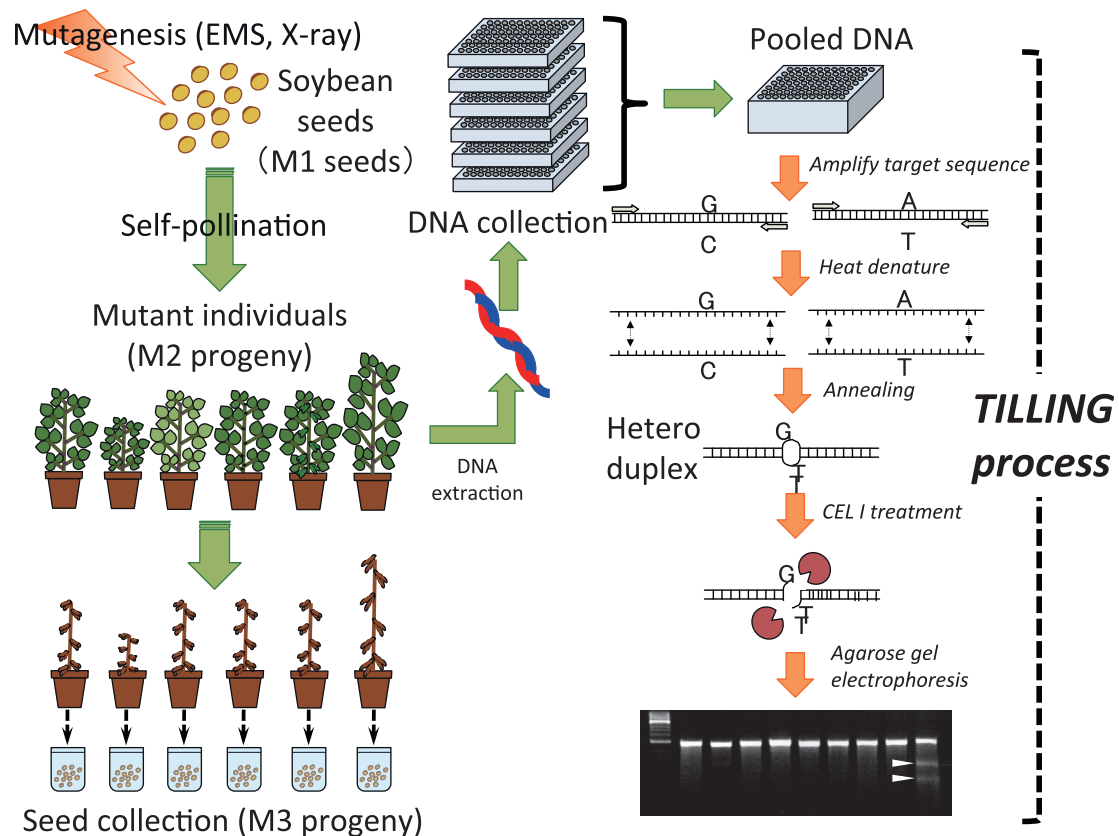 Mutagenesis (EMS, X-ray)
Soybean
seeds
（M1 seeds）
Self-pollination
Mutant individuals
(M2 progeny)
DNA
extraction
Seed collection (M3 progeny)
DNA collection
Pooled DNA
Amplify target sequence
G
A
C
T
Heat denature
G
A
C
T
Annealing
Hetero
duplex
G
T
CEL I treatment
G
T
Agarose gel
electrophoresis
TILLING
process